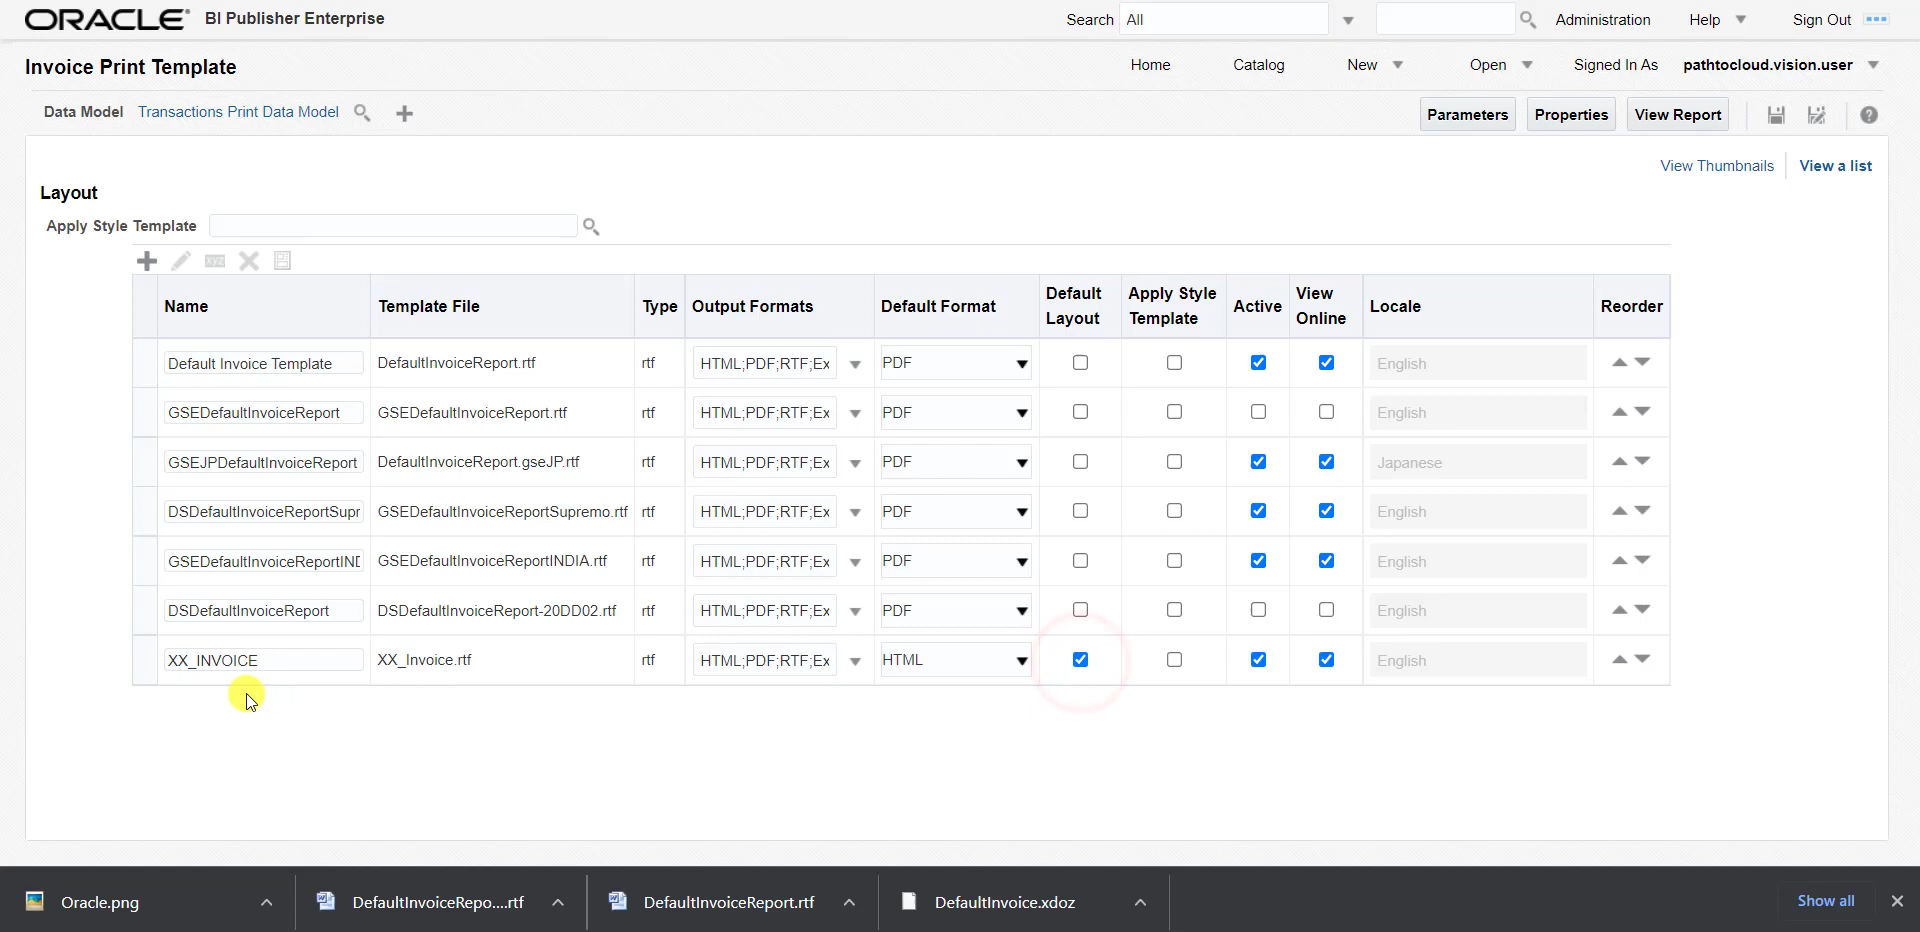 ORACLE® BI Publisher Enterprise Search All Administration Help Sign Out
Invoice Print Template Home Catalog New Open Signed In As pathtocloud.vision.user
Data Model Transactions Print Data Model Parameters Properties View Report
View Thumbnails View a list
Layout
Apply Style Template
xyz
Name Template File Type Output Formats Default Format Default Layout Apply Style Template Active View Online Locale Reorder
Default Invoice Template DefaultInvoiceReport.rtf rtf HTML;PDF;RTF;Ex PDF English
GSEDefaultInvoiceReport GSEDefaultInvoiceReport.rtf rtf HTML;PDF;RTF;Ex PDF English
GSEJPDefaultInvoiceReport DefaultInvoiceReport.gseJP.rtf rtf HTML;PDF;RTF;Ex PDF Japanese
DSDefaultInvoiceReportSupr GSEDefaultInvoiceReportSupremo.rtf rtf HTML;PDF;RTF;Ex PDF English
GSEDefaultInvoiceReportIND GSEDefaultInvoiceReportINDIA.rtf rtf HTML;PDF;RTF;Ex PDF English
DSDefaultInvoiceReport DSDefaultInvoiceReport-20DD02.rtf rtf HTML;PDF;RTF;Ex PDF English
XX_INVOICE XX_Invoice.rtf rtf HTML;PDF;RTF;Ex HTML English
Oracle.png DefaultInvoiceRepo....rtf DefaultInvoiceReport.rtf DefaultInvoice.xdoz Show all